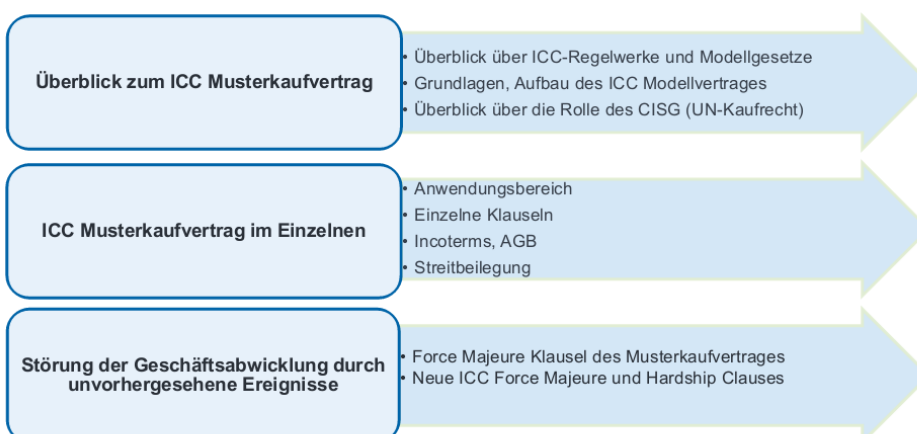 Überblick zum ICC Musterkaufvertrag
• Überblick über ICC-Regelwerke und Modellgesetze
• Grundlagen, Aufbau des ICC Modellvertrages
• Überblick über die Rolle des CISG (UN-Kaufrecht)
ICC Musterkaufvertrag im Einzelnen
• Anwendungsbereich
• Einzelne Klauseln
• Incoterms, AGB
• Streitbeilegung
Störung der Geschäftsabwicklung durch
unvorhergesehene Ereignisse
• Force Majeure Klausel des Musterkaufvertrages
• Neue ICC Force Majeure und Hardship Clauses